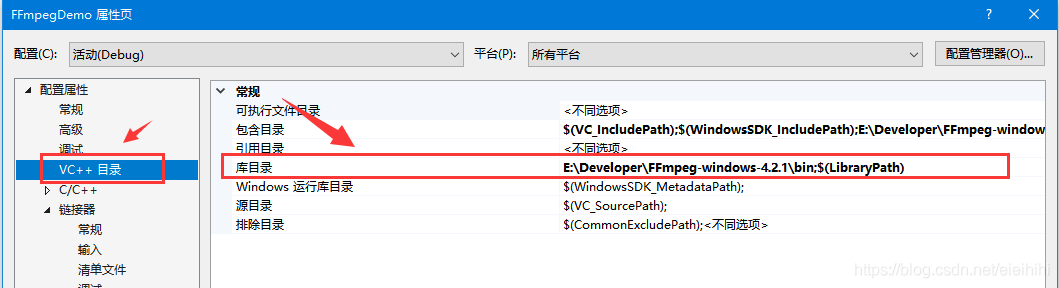 FFmpegDemo 属性页
配置(C): 活动(Debug) 平台(P): 所有平台 配置管理器(O)...
配置属性
常规
高级
调试
VC++ 目录
C/C++
链接器
常规
输入
清单文件
调试
常规
可执行文件目录 <不同选项>
包含目录 $(VC_IncludePath);$(WindowsSDK_IncludePath);E:\Developer\FFmpeg-window
引用目录 <不同选项>
库目录 E:\Developer\FFmpeg-windows-4.2.1\bin;$(LibraryPath)
Windows 运行库目录 $(WindowsSDK_MetadataPath);
源目录 $(VC_SourcePath);
排除目录 $(CommonExcludePath);<不同选项>
https://blog.csdn.net/eieihihi